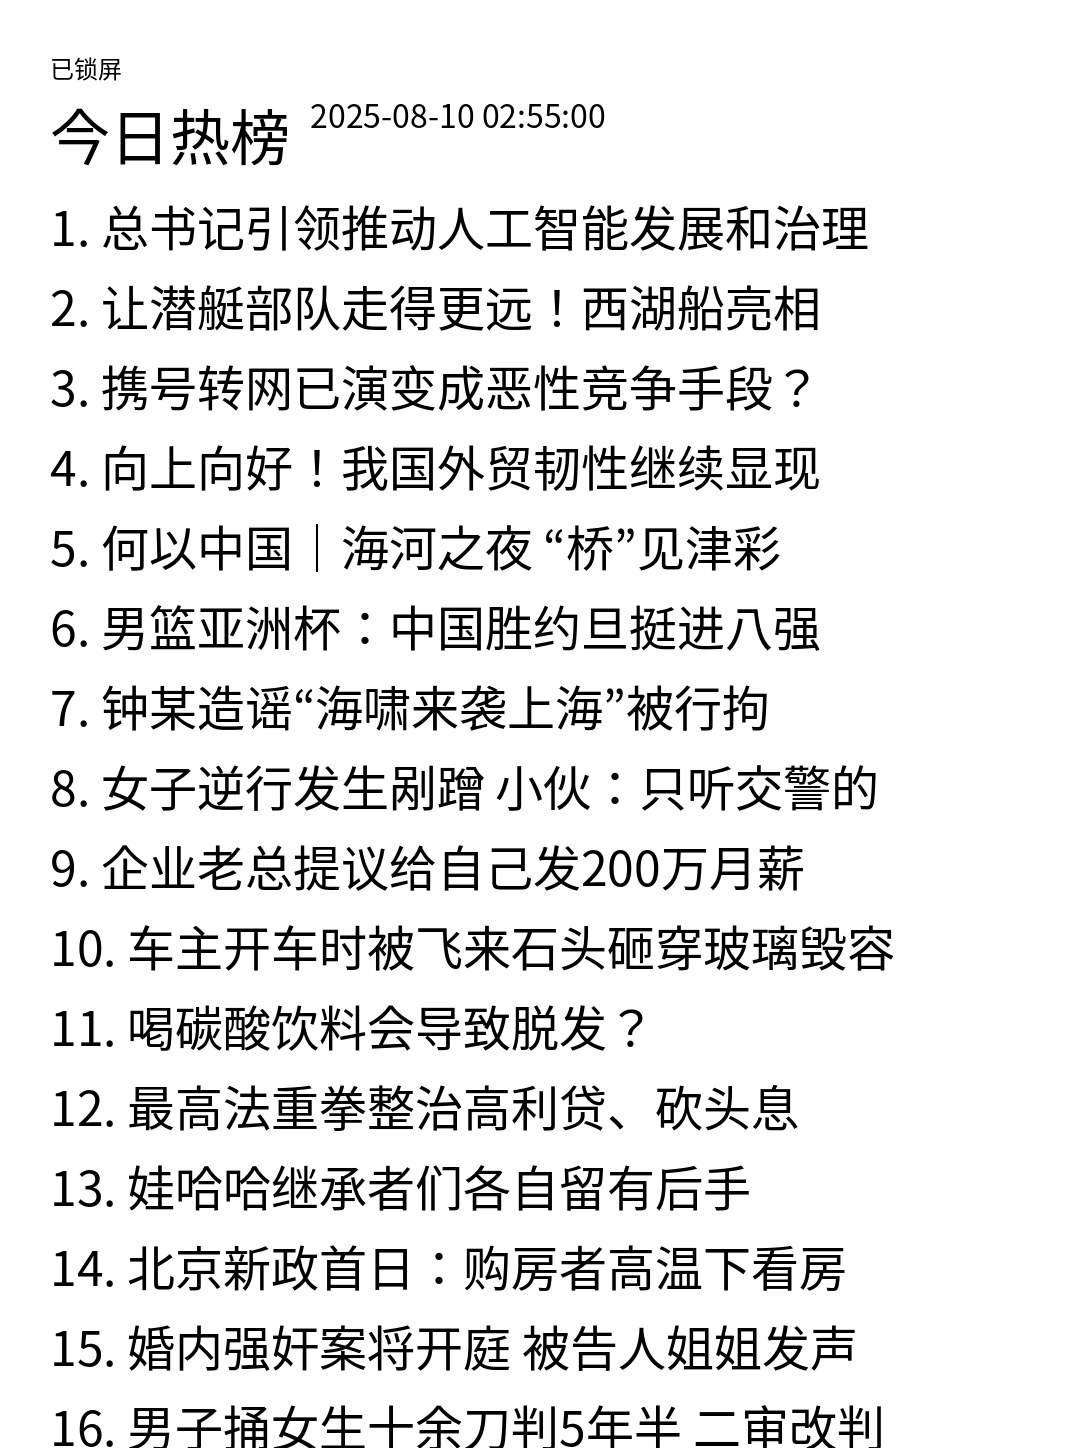 已锁屏
今日热榜 2025-08-10 02:55:00
1. 总书记引领推动人工智能发展和治理
2. 让潜艇部队走得更远！西湖船亮相
3. 携号转网已演变成恶性竞争手段？
4. 向上向好！我国外贸韧性继续显现
5. 何以中国｜海河之夜 “桥”见津彩
6. 男篮亚洲杯：中国胜约旦挺进八强
7. 钟某造谣“海啸来袭上海”被行拘
8. 女子逆行发生剐蹭 小伙：只听交警的
9. 企业老总提议给自己发200万月薪
10. 车主开车时被飞来石头砸穿玻璃毁容
11. 喝碳酸饮料会导致脱发？
12. 最高法重拳整治高利贷、砍头息
13. 娃哈哈继承者们各自留有后手
14. 北京新政首日：购房者高温下看房
15. 婚内强奸案将开庭 被告人姐姐发声
16. 男子捅女生十余刀判5年半 二审改判